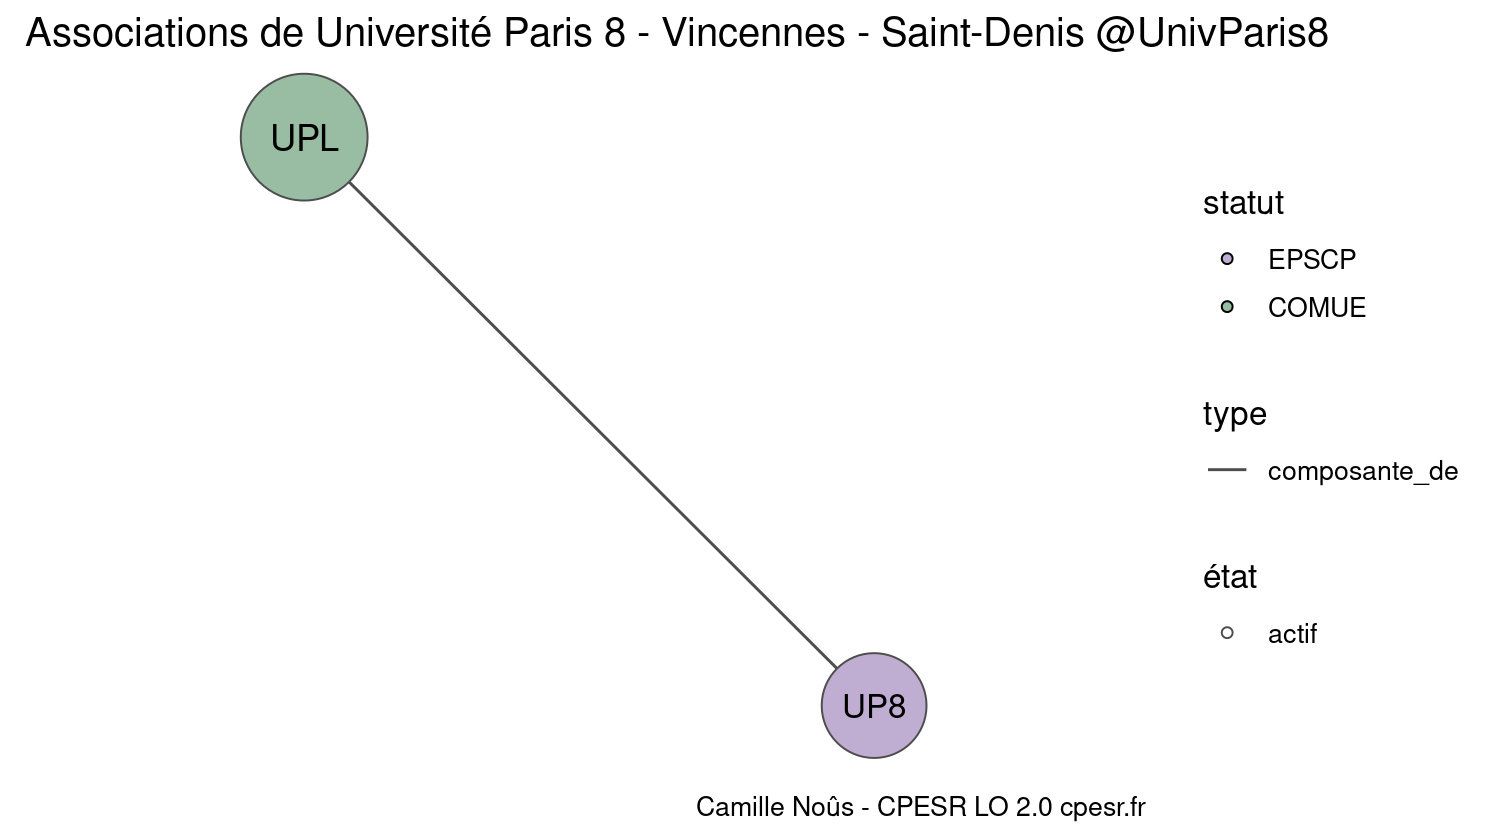 Associations de Université Paris 8 - Vincennes - Saint-Denis @UnivParis8
UPL
statut
EPSCP
COMUE
type
composante_de
état
actif
UP8
Camille Noûs - CPESR LO 2.0 cpesr.fr